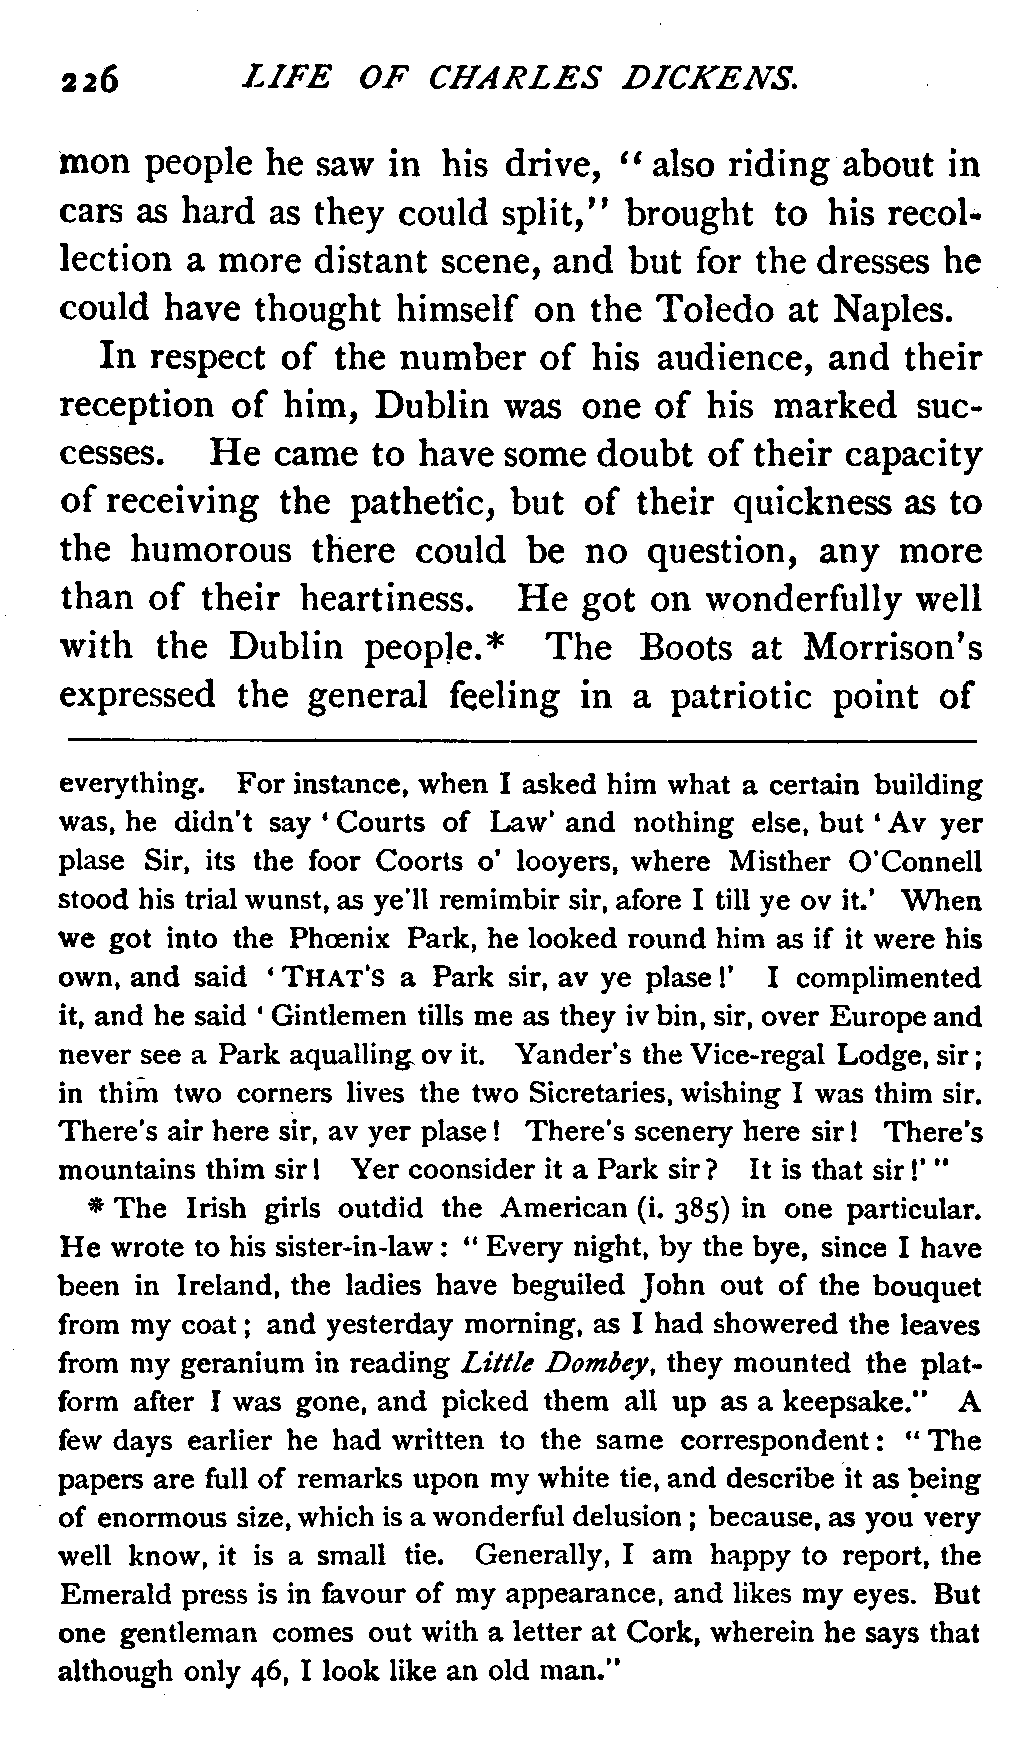 226 LIFE OF CHARLES DICKENS.
mon people he saw in his drive, “ also riding about in
cars as hard as they could split,” brought to his recol-
lection a more distant scene, and but for the dresses he
could have thought himself on the Toledo at Naples.
In respect of the number of his audience, and their
reception of him, Dublin was one of his marked suc-
cesses. He came to have some doubt of their capacity
of receiving the pathetic, but of their quickness as to
the humorous there could be no question, any more
than of their heartiness. He got on wonderfully well
with the Dublin people.* The Boots at Morrison's
expressed the general feeling in a patriotic point of
everything. For instance, when I asked him what a certain building
was, he didn't say ‘ Courts of Law’ and nothing else, but ‘ Av yer
plase Sir, its the foor Coorts o’ looyers, where Misther O'Connell
stood his trial wunst, as ye'll remimbir sir, afore I till ye ov it.’ When
we got into the Phœnix Park, he looked round him as if it were his
own, and said ‘ THAT'S a Park sir, av ye plase !’ I complimented
it, and he said ‘ Gintlemen tills me as they iv bin, sir, over Europe and
never see a Park aqualling ov it. Yander's the Vice-regal Lodge, sir ;
in thim two corners lives the two Sicretaries, wishing I was thim sir.
There's air here sir, av yer plase ! There's scenery here sir ! There's
mountains thim sir ! Yer coonsider it a Park sir ? It is that sir !’ ”
* The Irish girls outdid the American (i. 385) in one particular.
He wrote to his sister-in-law : “ Every night, by the bye, since I have
been in Ireland, the ladies have beguiled John out of the bouquet
from my coat ; and yesterday morning, as I had showered the leaves
from my geranium in reading Little Dombey, they mounted the plat-
form after I was gone, and picked them all up as a keepsake.” A
few days earlier he had written to the same correspondent : “ The
papers are full of remarks upon my white tie, and describe it as being
of enormous size, which is a wonderful delusion ; because, as you very
well know, it is a small tie. Generally, I am happy to report, the
Emerald press is in favour of my appearance, and likes my eyes. But
one gentleman comes out with a letter at Cork, wherein he says that
although only 46, I look like an old man.”